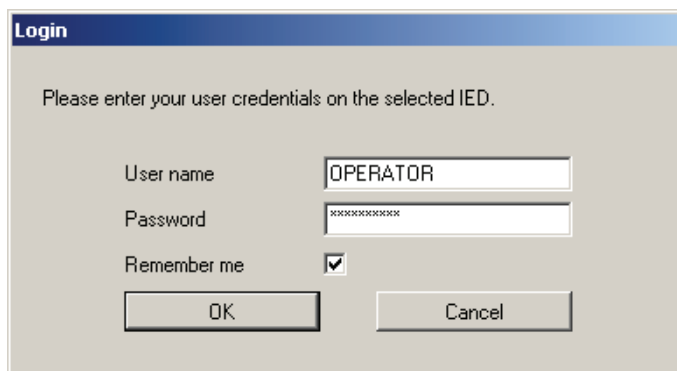 Login
Please enter your user credentials on the selected IED.
User name OPERATOR
Password **********
Remember me
OK Cancel